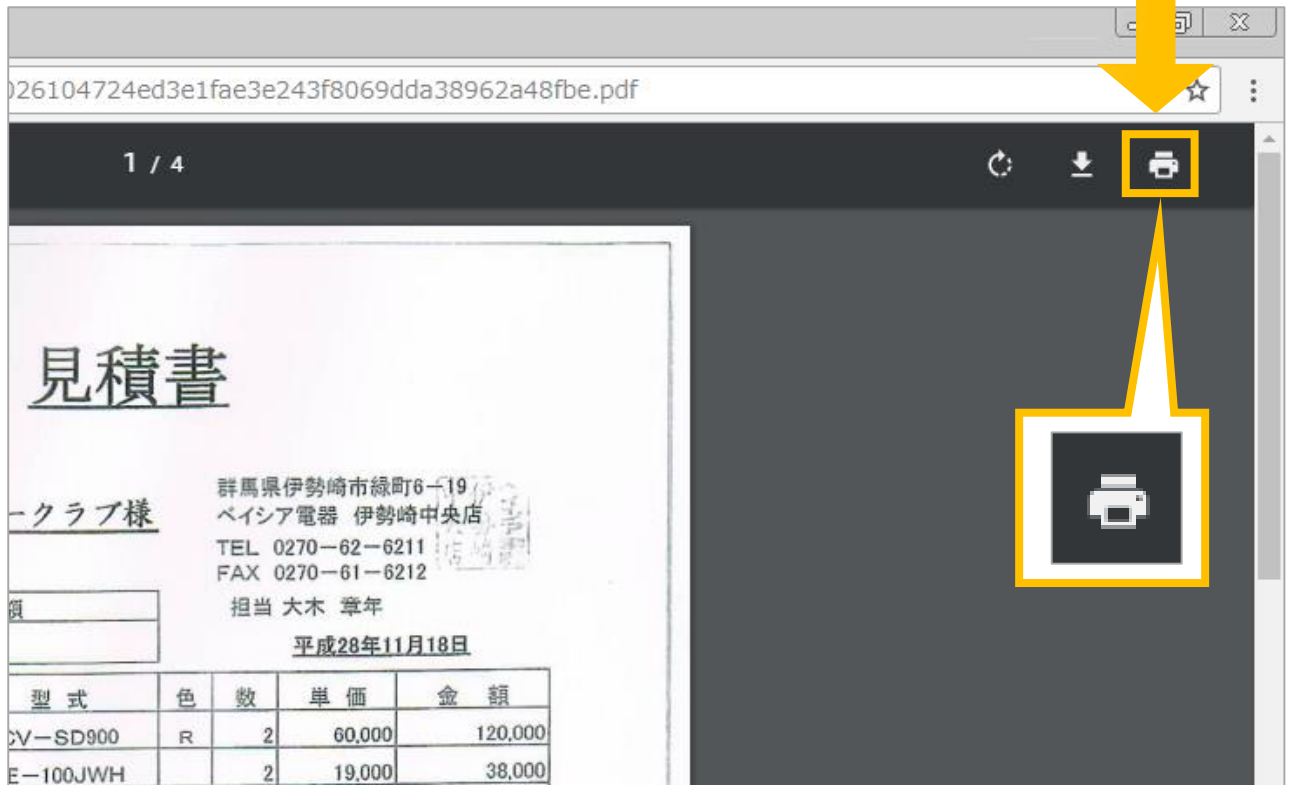 026104724ed3e1fae3e243f8069dda38962a48fbe.pdf
1 / 4
見積書
ークラブ様
群馬県伊勢崎市緑町6－19
ベイシア電器 伊勢崎中央店
TEL 0270－62－6211
FAX 0270－61－6212
担当 大木 章年
額
平成28年11月18日
型 式 色 数 単 価 金 額
CV－SD900 R 2 60,000 120,000
E－100JWH 2 19,000 38,000